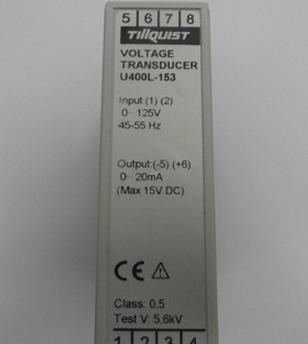 5 6 7 8
TILLQUIST
VOLTAGE
TRANSDUCER
U400L-153
Input:(1) (2)
0- 125V
45-55 Hz
Output:(-5) (+6)
0- 20mA
(Max 15V DC)
CE
Class: 0,5
Test V: 5,6kV
1 2 3 4